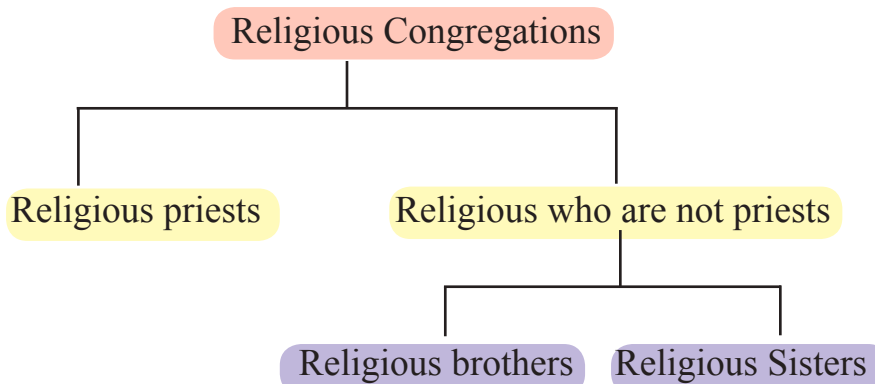 Religious Congregations
Religious priests
Religious who are not priests
Religious brothers
Religious Sisters